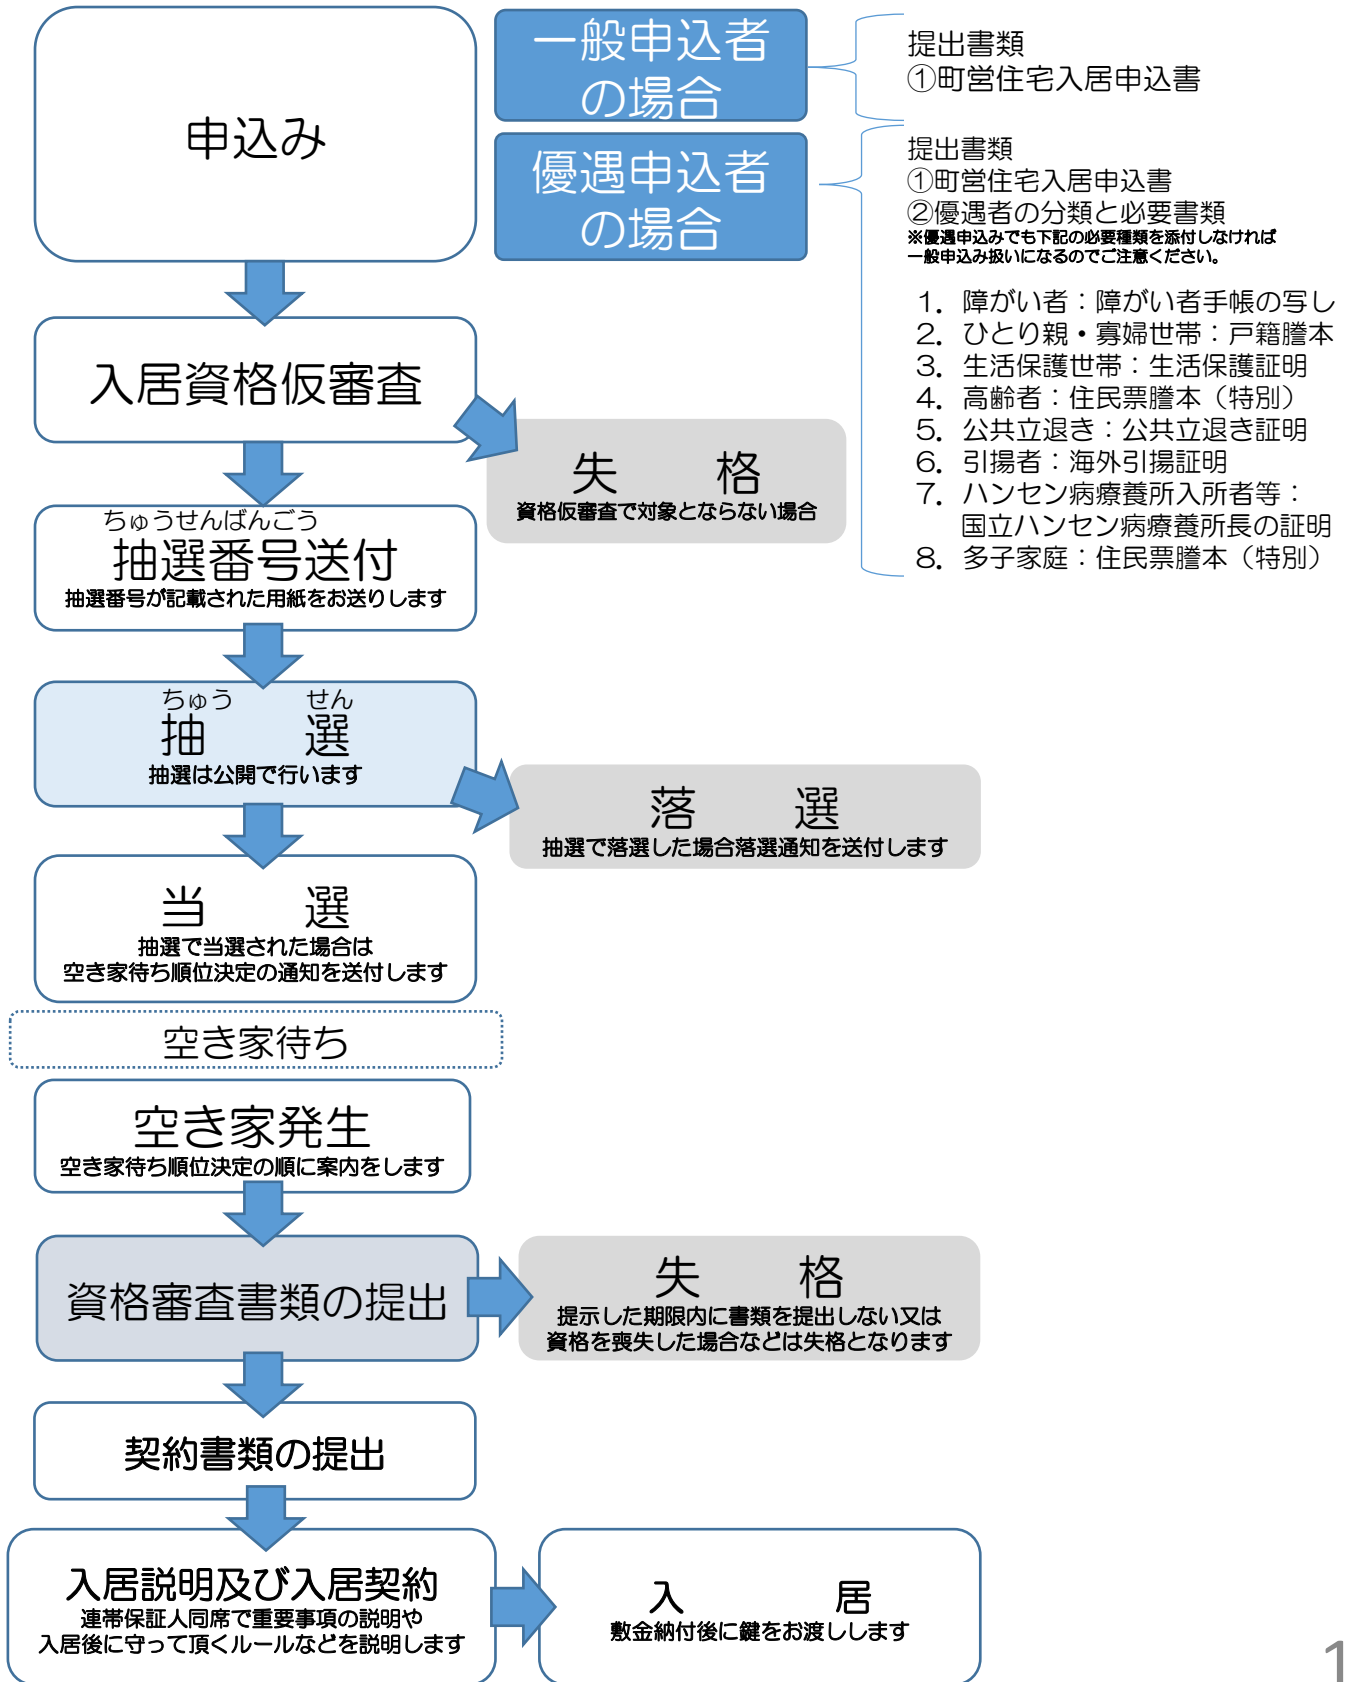 申込み
一般申込者
の場合
提出書類
①町営住宅入居申込書
優遇申込者
の場合
提出書類
①町営住宅入居申込書
②優遇者の分類と必要書類
※優遇申込みでも下記の必要種類を添付しなければ
一般申込み扱いになるのでご注意ください。
1．障がい者：障がい者手帳の写し
2．ひとり親・寡婦世帯：戸籍謄本
3．生活保護世帯：生活保護証明
4．高齢者：住民票謄本（特別）
5．公共立退き：公共立退き証明
6．引揚者：海外引揚証明
7．ハンセン病療養所入所者等：
国立ハンセン病療養所長の証明
8．多子家庭：住民票謄本（特別）
入居資格仮審査
失　格
資格仮審査で対象とならない場合
ちゅうせんばんごう
抽選番号送付
抽選番号が記載された用紙をお送りします
ちゅう　せん
抽　選
抽選は公開で行います
落　選
抽選で落選した場合落選通知を送付します
当　選
抽選で当選された場合は
空き家待ち順位決定の通知を送付します
空き家待ち
空き家発生
空き家待ち順位決定の順に案内をします
資格審査書類の提出
失　格
提示した期限内に書類を提出しない又は
資格を喪失した場合などは失格となります
契約書類の提出
入居説明及び入居契約
連帯保証人同席で重要事項の説明や
入居後に守って頂くルールなどを説明します
入　居
敷金納付後に鍵をお渡しします
1